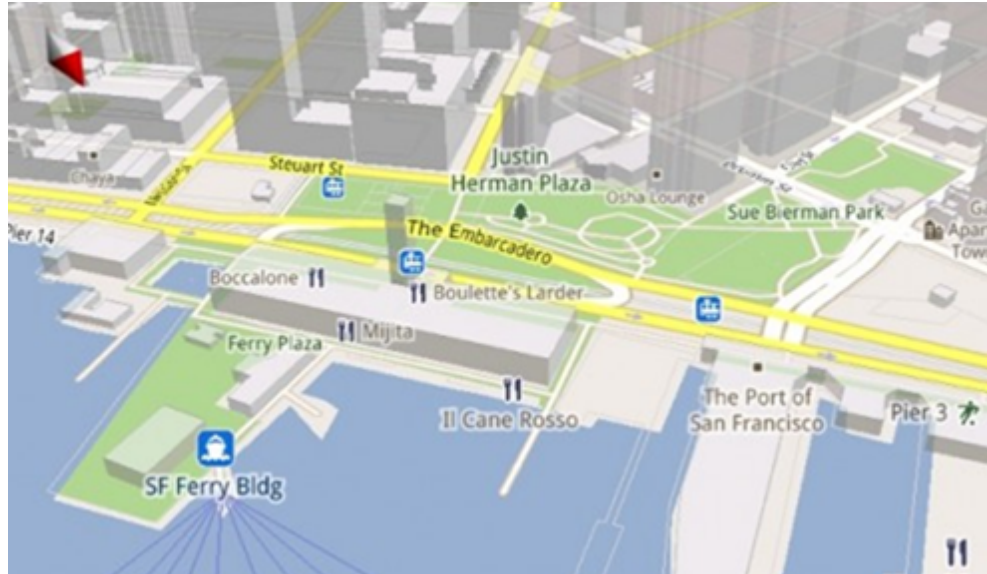 Justin
Herman Plaza
Steuart St
Chaya
Osha Lounge
Sue Bierman Park
The Embarcadero
Pier 14
Boccalone
Boulette's Larder
Ferry Plaza
Mijita
Il Cane Rosso
The Port of
San Francisco
Pier 3
SF Ferry Bldg